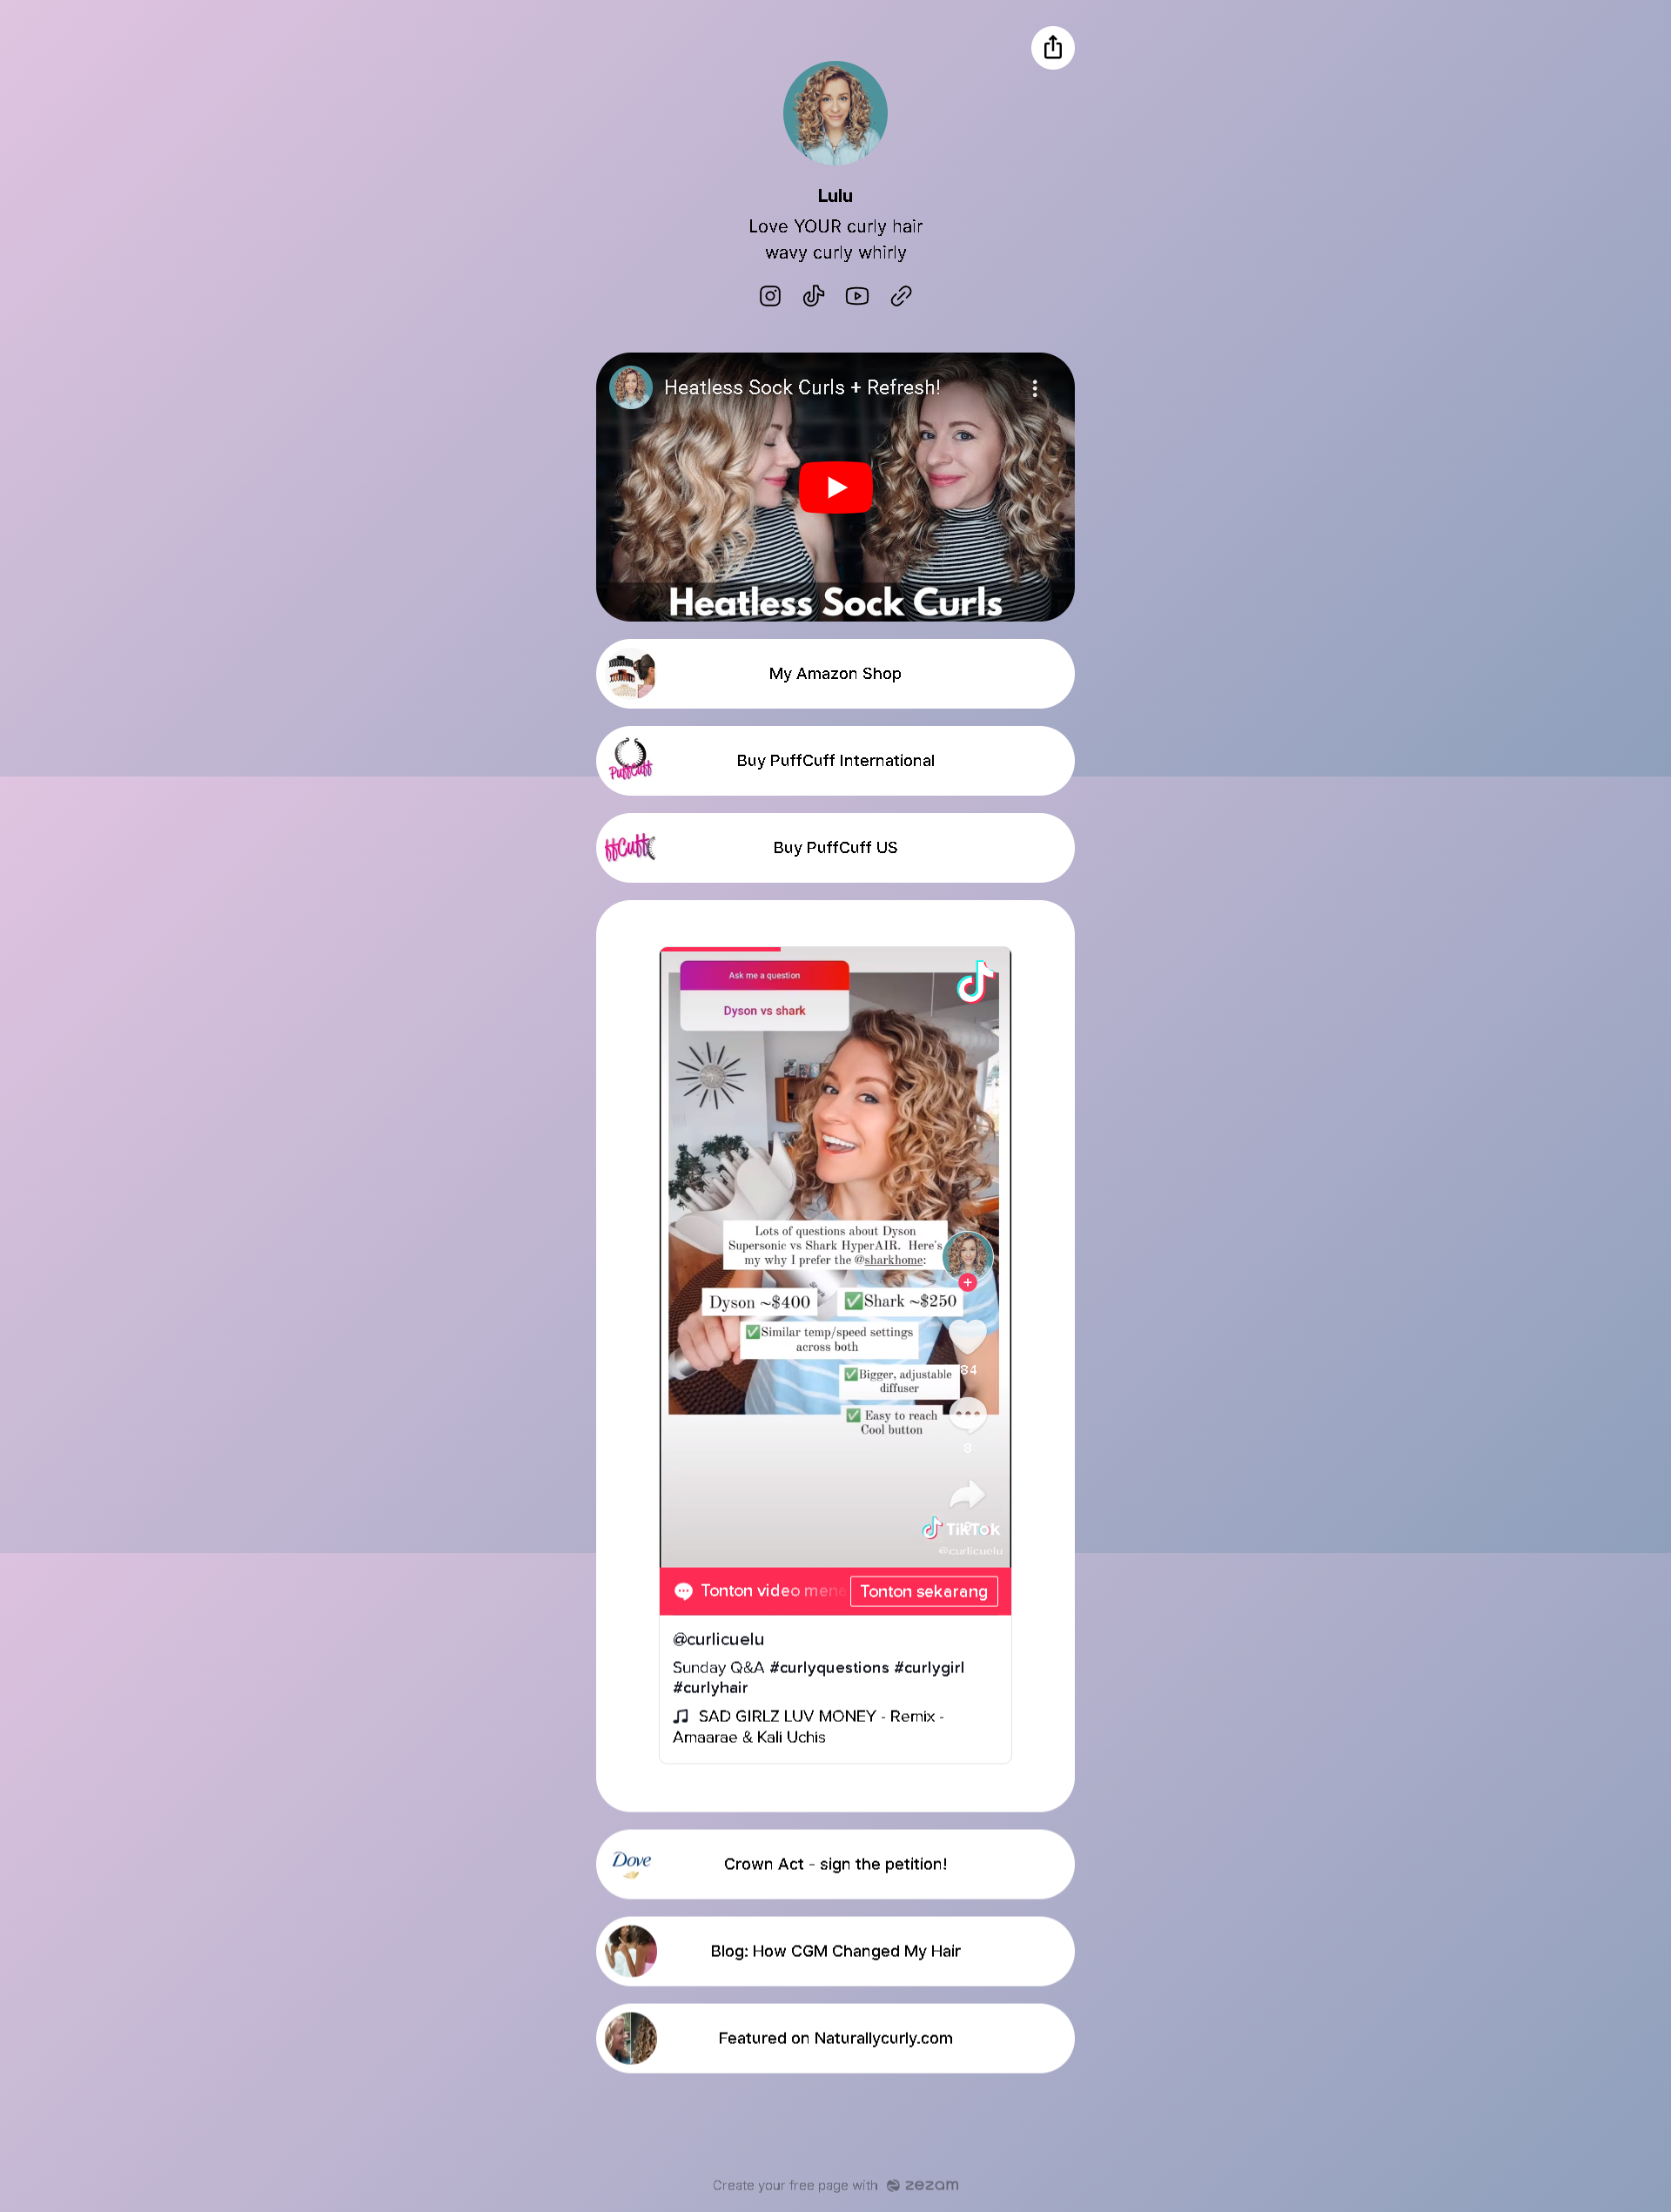 Lulu
Love YOUR curly hair
wavy curly whirly
Heatless Sock Curls + Refresh!
Heatless Sock Curls
My Amazon Shop
PuffCuff
Buy PuffCuff International
ffCuff
Buy PuffCuff US
Ask me a question
Dyson vs shark
Lots of questions about Dyson
Supersonic vs Shark HyperAIR. Here's
my why I prefer the @sharkhome:
Dyson ~$400
✅Shark ~$250
✅Similar temp/speed settings
across both
✅Bigger, adjustable
diffuser
84
✅ Easy to reach
Cool button
8
TikTok
@curlicuelu
Tonton video
Tonton sekarang
@curlicuelu
Sunday Q&A #curlyquestions #curlygirl
#curlyhair
SAD GIRLZ LUV MONEY - Remix -
Amaarae & Kali Uchis
Dove
Crown Act - sign the petition!
Blog: How CGM Changed My Hair
Featured on Naturallycurly.com
Create your free page with zezam